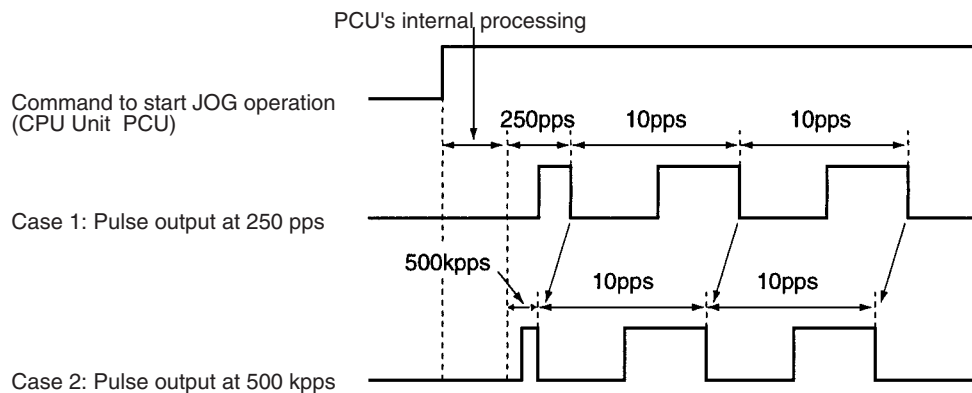 PCU's internal processing
Command to start JOG operation
(CPU Unit PCU)
250pps 10pps 10pps
Case 1: Pulse output at 250 pps
500kpps 10pps 10pps
Case 2: Pulse output at 500 kpps